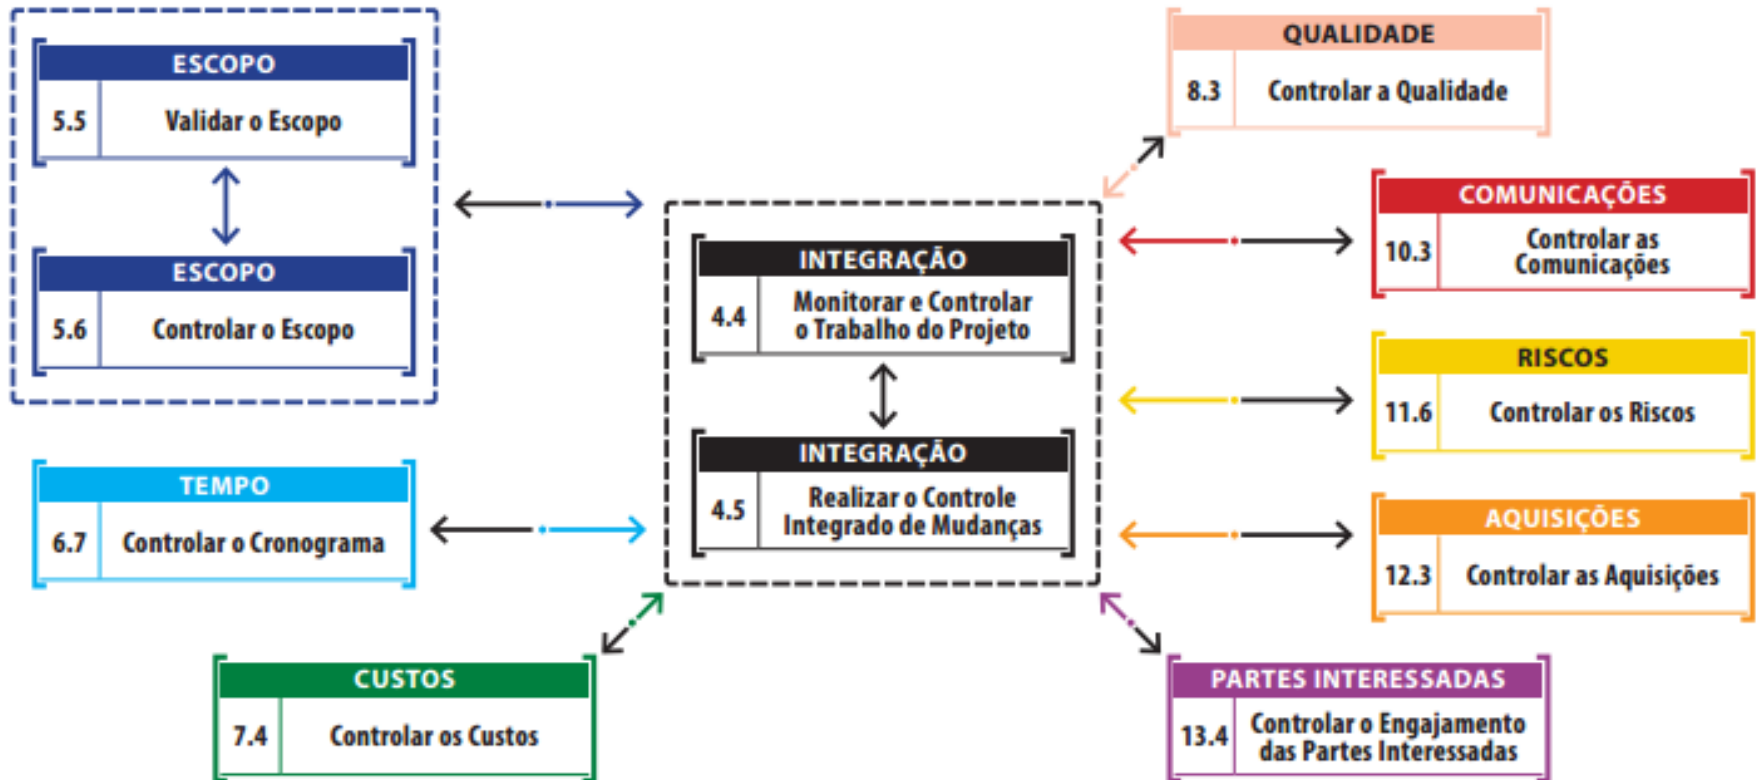 ESCOPO
5.5
Validar o Escopo
ESCOPO
5.6
Controlar o Escopo
TEMPO
6.7
Controlar o Cronograma
CUSTOS
7.4
Controlar os Custos
INTEGRAÇÃO
4.4
Monitorar e Controlar
o Trabalho do Projeto
INTEGRAÇÃO
4.5
Realizar o Controle
Integrado de Mudanças
QUALIDADE
8.3
Controlar a Qualidade
COMUNICAÇÕES
10.3
Controlar as
Comunicações
RISCOS
11.6
Controlar os Riscos
AQUISIÇÕES
12.3
Controlar as Aquisições
PARTES INTERESSADAS
13.4
Controlar o Engajamento
das Partes Interessadas